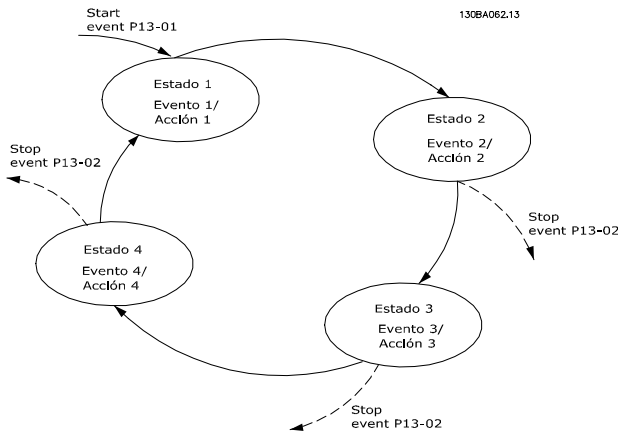 Start
event P13-01
130BA062.13
Estado 1
Evento 1/
Acción 1
Estado 2
Evento 2/
Acción 2
Stop
event P13-02
Stop
event P13-02
Estado 4
Evento 4/
Acción 4
Estado 3
Evento 3/
Acción 3
Stop
event P13-02